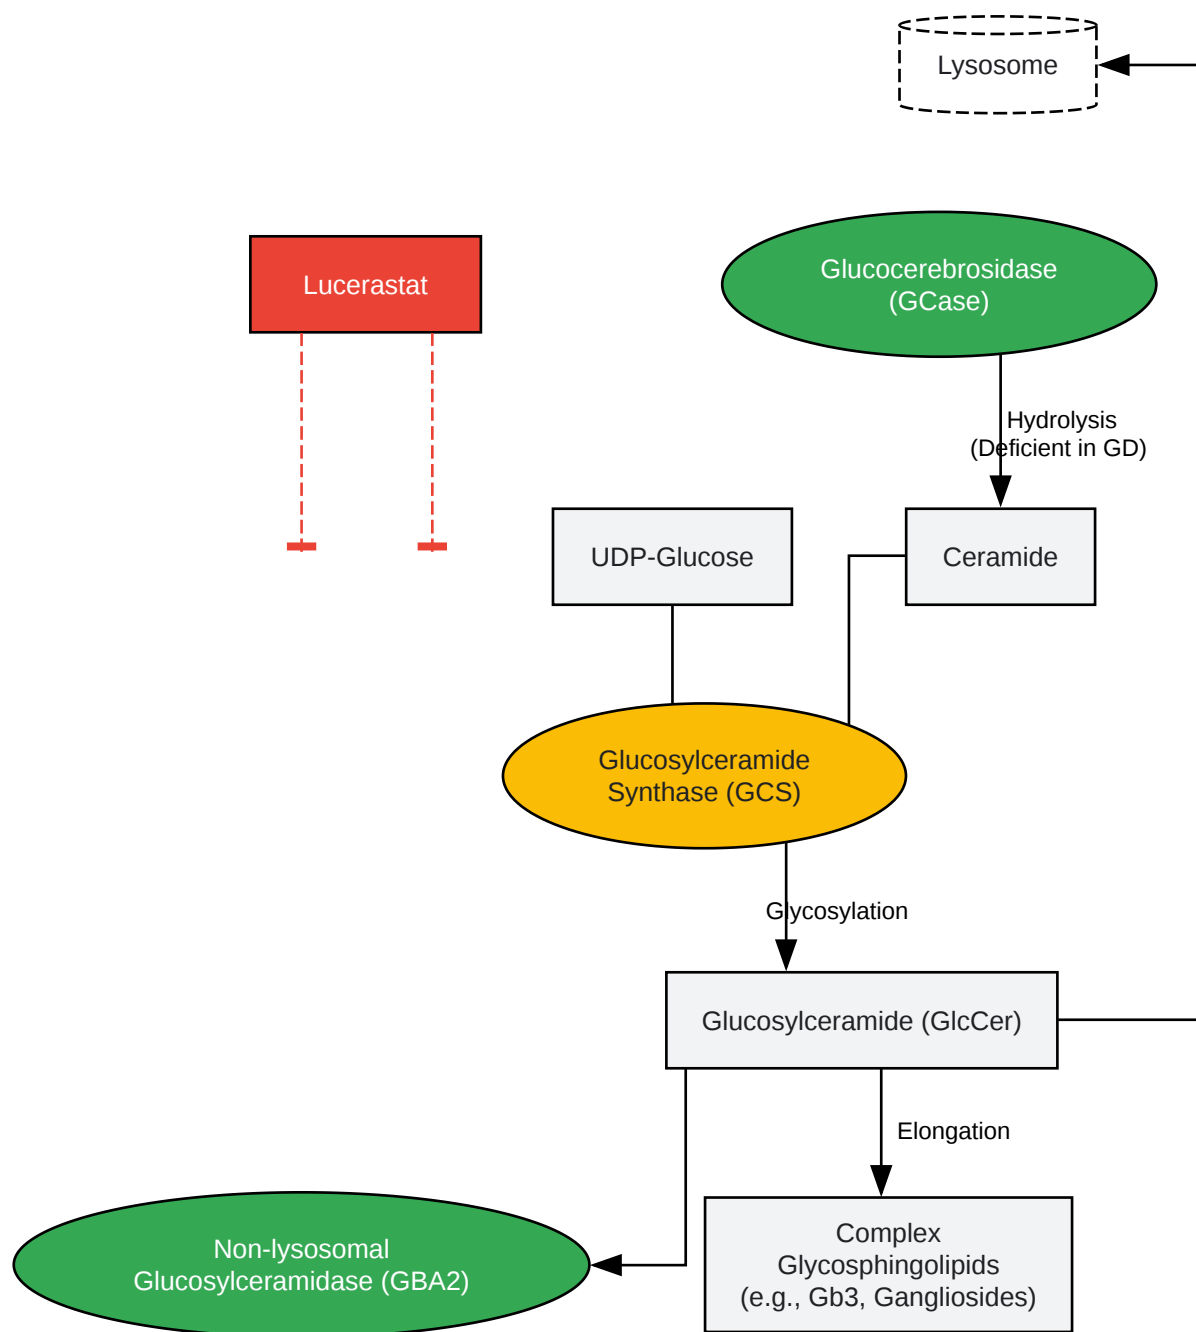 Lysosome
Lucerastat
Glucocerebrosidase
(GCase)
Hydrolysis
(Deficient in GD)
UDP-Glucose
Ceramide
Glucosylceramide
Synthase (GCS)
Glycosylation
Glucosylceramide (GlcCer)
Elongation
Non-lysosomal
Glucosylceramidase (GBA2)
Complex
Glycosphingolipids
(e.g., Gb3, Gangliosides)